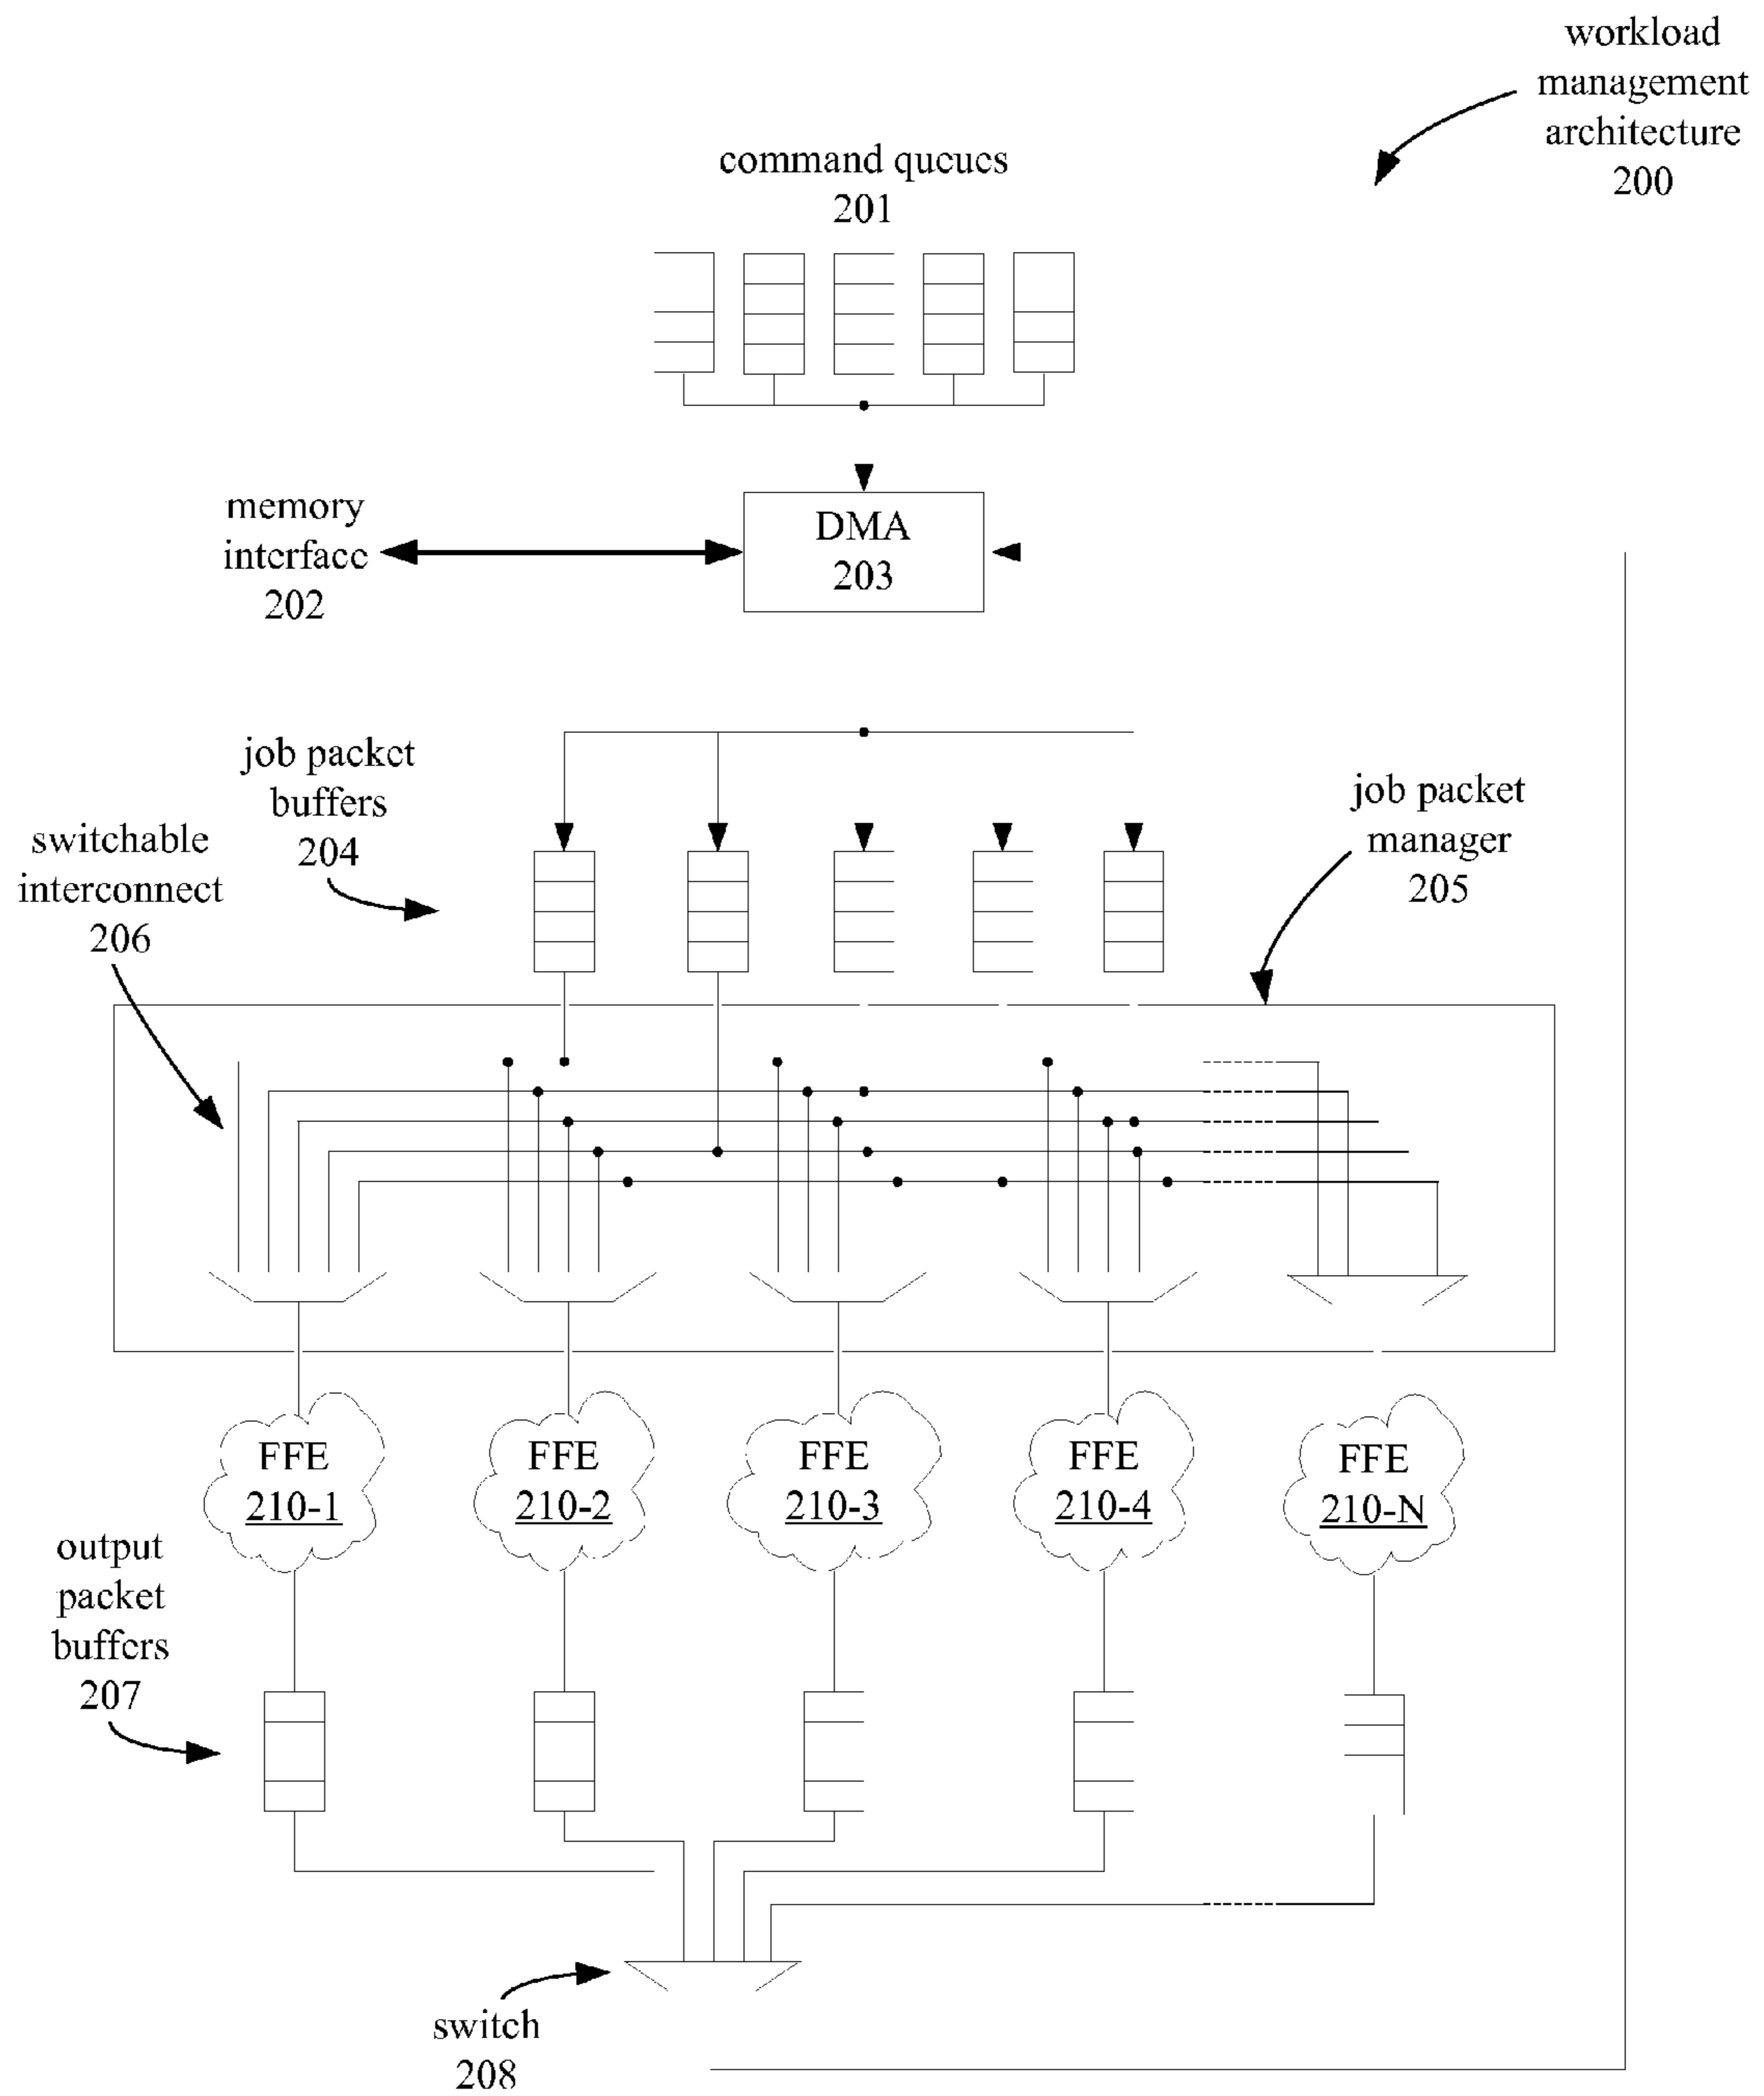 workload
management
architecture
200
command queues
201
memory
interface
202
DMA
203
job packet
buffers
204
switchable
interconnect
206
job packet
manager
205
FFE
210-1
FFE
210-2
FFE
210-3
FFE
210-4
FFE
210-N
output
packet
buffers
207
switch
208